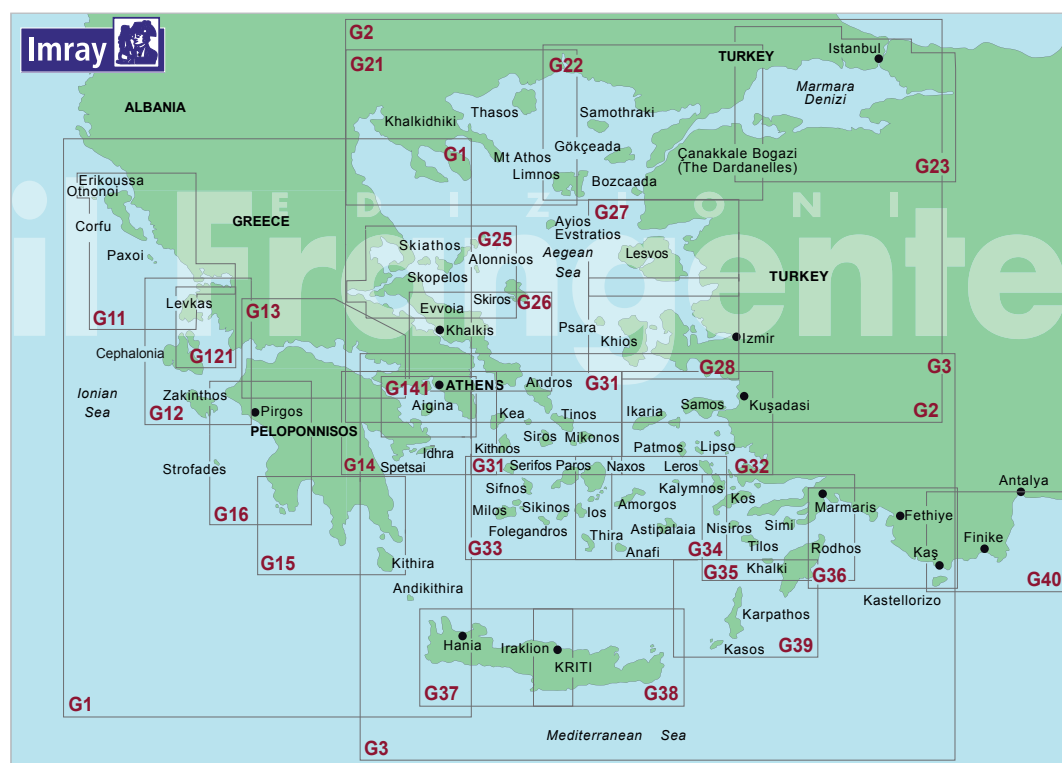 Imray
G2
G21
G22
TURKEY
Istanbul
Marmara
Denizi
ALBANIA
Thasos
Samothraki
Khalkidhiki
G1
Mt Athos
Gökçeada
Limnos
Çanakkale Bogazi
(The Dardanelles)
G23
Bozcaada
Erikoussa
Othonoi
EDIZIONI
il Frangente
G27
Corfu
GREECE
Ayios
Evstratios
Skiathos
G25
Alonnisos
Aegean
Sea
Lesvos
Paxoi
Skopelos
TURKEY
Levkas
G13
Skiros
G26
Evvoia
G11
Khalkis
Psara
Khios
Izmir
Cephalonia
G121
G28
G3
G141
ATHENS
Andros
G31
Ionian
Sea
Zakinthos
G12
Pirgos
Aigina
Kea
Tinos
Ikaria
Samos
Kuşadasi
G2
PELOPONNISOS
Siros
Mikonos
Idhra
Kithnos
Patmos
Lipso
Strofades
G14
Spetsai
G31
Serifos
Paros
Naxos
Leros
G32
Sifnos
Kalymnos
Kos
Antalya
Milos
Sikinos
Ios
Amorgos
Marmaris
Fethiye
G16
Folegandros
Astipalaia
Nisiros
Simi
Thira
Tilos
Rodhos
Finike
G33
Anafi
G34
Kaş
G15
Kithira
G35
Khalki
G36
G40
Andikithira
Kastellorizo
Karpathos
Hania
Iraklion
Kasos
G39
KRITI
G37
G38
G1
Mediterranean Sea
G3